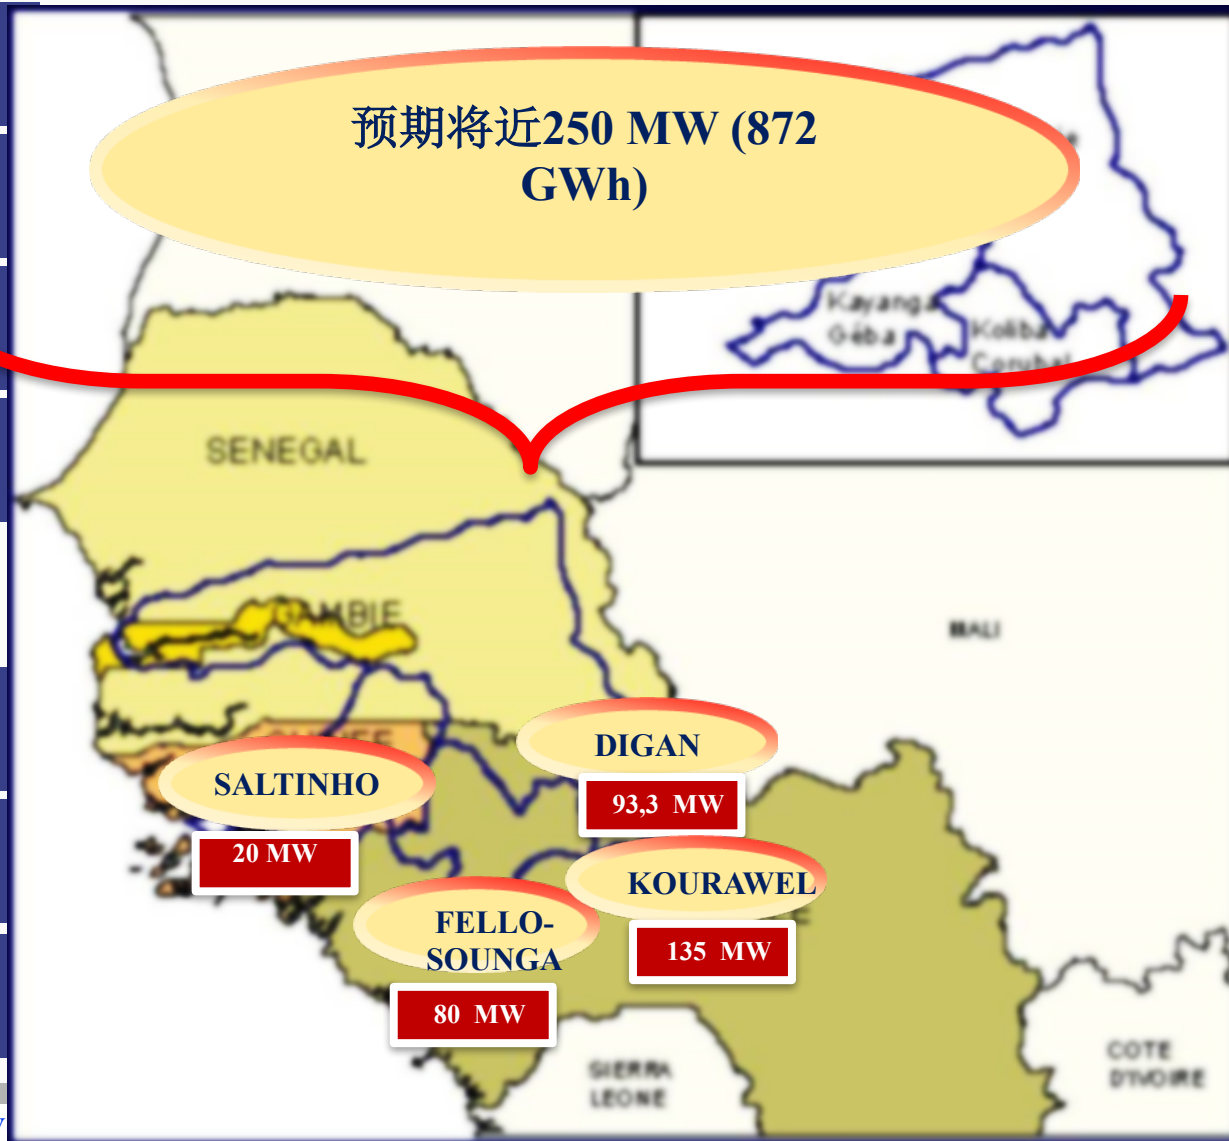 预期将近250 MW (872
GWh)
Kayanga
Géba
Koliba
Corubal
SENEGAL
GAMBIE
MALI
DIGAN
93,3 MW
SALTINHO
20 MW
KOURAWEL
135 MW
FELLO-
SOUNGA
80 MW
SIERRA
LEONE
COTE
D'IVOIRE